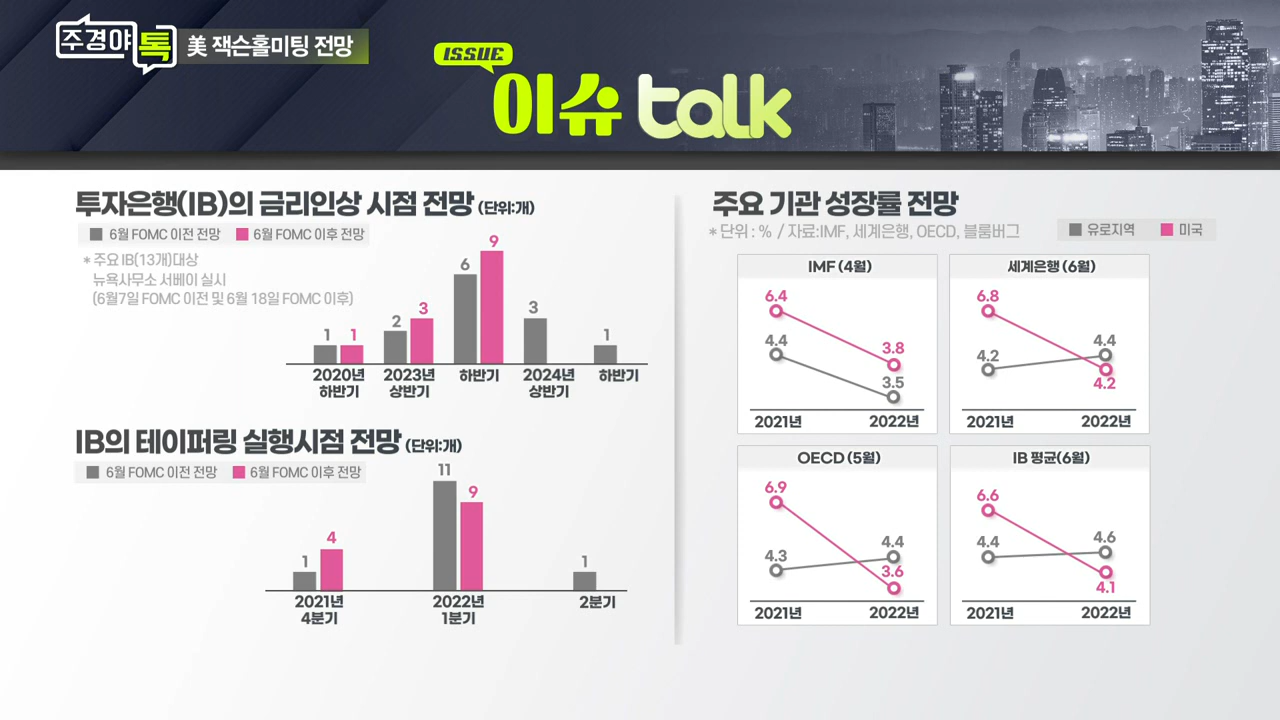 주경야톡 美 잭슨홀미팅 전망
ISSUE
이슈 talk
투자은행(IB)의 금리인상 시점 전망 (단위:개)
6월 FOMC 이전 전망 6월 FOMC 이후 전망
* 주요 IB(13개)대상
뉴욕사무소 서베이 실시
(6월7일 FOMC 이전 및 6월 18일 FOMC 이후)
1 1 2 3 6 9 3 1
2020년 2023년 하반기 2024년 하반기
하반기 상반기 상반기
IB의 테이퍼링 실행시점 전망 (단위:개)
6월 FOMC 이전 전망 6월 FOMC 이후 전망
1 4 11 9 1
2021년 2022년 2분기
4분기 1분기
주요 기관 성장률 전망
* 단위 : % / 자료:IMF, 세계은행, OECD, 블룸버그
유로지역 미국
IMF (4월)
6.4
4.4
3.8
3.5
2021년 2022년
세계은행 (6월)
6.8
4.2
4.4
4.2
2021년 2022년
OECD (5월)
6.9
4.3
4.4
3.6
2021년 2022년
IB 평균(6월)
6.6
4.4
4.6
4.1
2021년 2022년